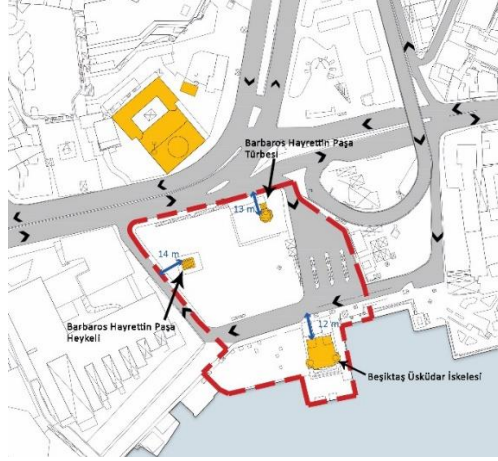 Barbaros Hayrettin Paşa
Türbesi
13 m
14 m
Barbaros Hayrettin Paşa
Heykeli
12 m
Beşiktaş Üsküdar İskelesi